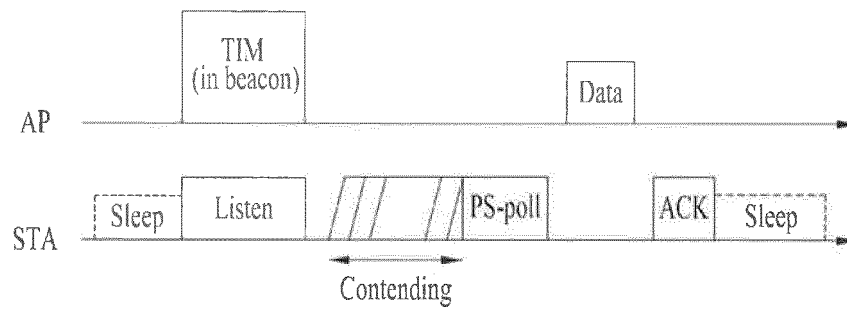 TIM
(in beacon)
Data
AP
Sleep
Listen
PS-poll
ACK
Sleep
STA
Contending